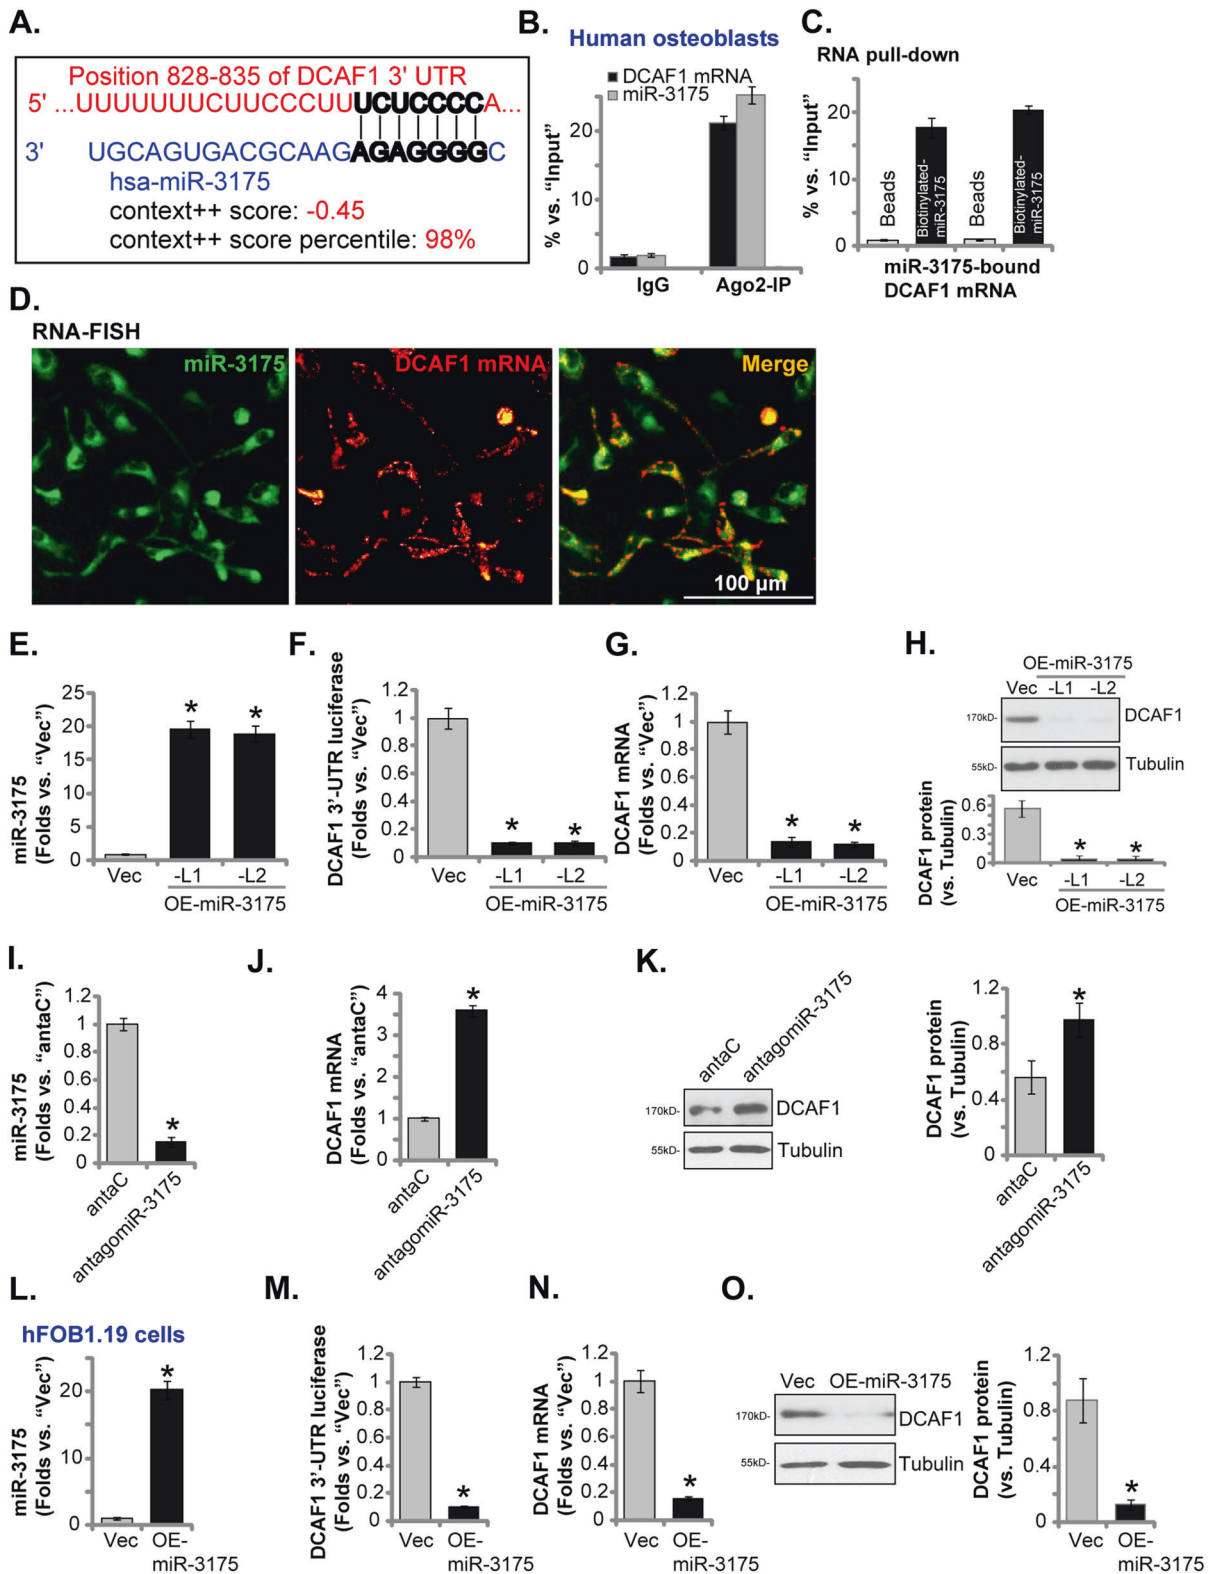 A.
Position 828-835 of DCAF1 3' UTR
5' ...UUUUUUUCUUCCCUUUCUCCCCA...
3' UGCAGUGACGCAAGAGAGGGGC
hsa-miR-3175
context++ score: -0.45
context++ score percentile: 98%
B.
Human osteoblasts
DCAF1 mRNA
miR-3175
% vs. “Input”
20
10
0
IgG Ago2-IP
C.
RNA pull-down
% vs. “Input”
20
10
0
Beads
Biotinylated-
miR-3175
Beads
Biotinylated-
miR-3175
miR-3175-bound
DCAF1 mRNA
D.
RNA-FISH
miR-3175
DCAF1 mRNA
Merge
100 µm
E.
miR-3175
(Folds vs. “Vec”)
25
20
15
10
5
0
* *
Vec -L1 -L2
OE-miR-3175
F.
DCAF1 3’-UTR luciferase
(Folds vs. “Vec”)
1.2
1
0.8
0.6
0.4
0.2
0
* *
Vec -L1 -L2
OE-miR-3175
G.
DCAF1 mRNA
(Folds vs. “Vec”)
1.2
1
0.8
0.6
0.4
0.2
0
* *
Vec -L1 -L2
OE-miR-3175
H.
OE-miR-3175
Vec -L1 -L2
170kD- DCAF1
55kD- Tubulin
DCAF1 protein
(vs. Tubulin)
0.6
0.3
0
* *
Vec -L1 -L2
OE-miR-3175
I.
miR-3175
(Folds vs. “antaC”)
1.2
1
0.8
0.6
0.4
0.2
0
*
antaC
antagomiR-3175
J.
DCAF1 mRNA
(Folds vs. “antaC”)
4
3
2
1
0
*
antaC
antagomiR-3175
K.
antaC
antagomiR-3175
170kD- DCAF1
55kD- Tubulin
DCAF1 protein
(vs. Tubulin)
1.2
0.8
0.4
0
*
antaC
antagomiR-3175
L.
hFOB1.19 cells
miR-3175
(Folds vs. “Vec”)
20
10
0
*
Vec OE-
miR-3175
M.
DCAF1 3’-UTR luciferase
(Folds vs. “Vec”)
1.2
1
0.8
0.6
0.4
0.2
0
*
Vec OE-
miR-3175
N.
DCAF1 mRNA
(Folds vs. “Vec”)
1.2
1
0.8
0.6
0.4
0.2
0
*
Vec OE-
miR-3175
O.
Vec OE-miR-3175
170kD- DCAF1
55kD- Tubulin
DCAF1 protein
(vs. Tubulin)
1.2
0.8
0.4
0
*
Vec OE-
miR-3175